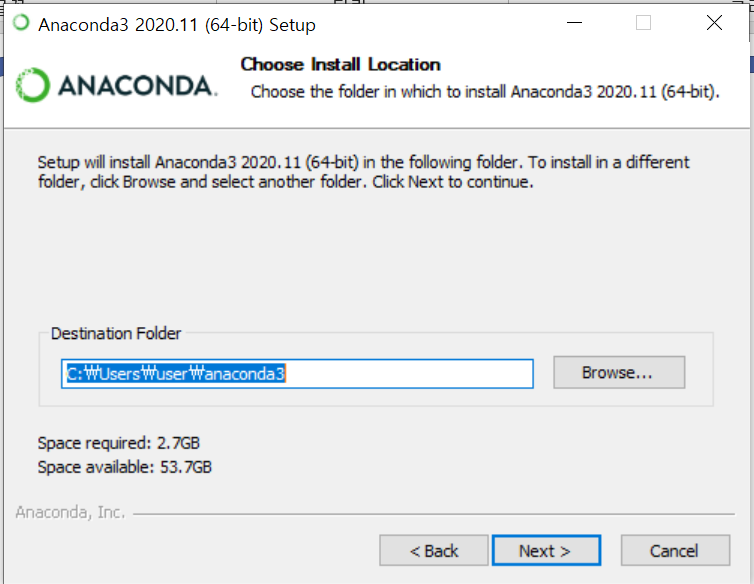 Anaconda3 2020.11 (64-bit) Setup
ANACONDA.
Choose Install Location
Choose the folder in which to install Anaconda3 2020.11 (64-bit).
Setup will install Anaconda3 2020.11 (64-bit) in the following folder. To install in a different
folder, click Browse and select another folder. Click Next to continue.
Destination Folder
C:₩Users₩user₩anaconda3
Browse...
Space required: 2.7GB
Space available: 53.7GB
Anaconda, Inc.
< Back
Next >
Cancel